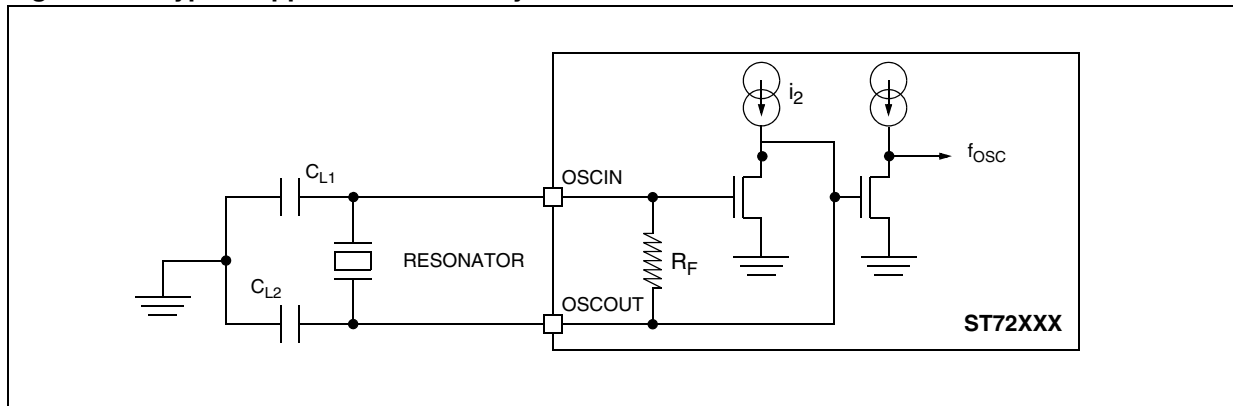 i2
fOSC
CL1
OSCIN
RESONATOR
RF
CL2
OSCOUT
ST72XXX